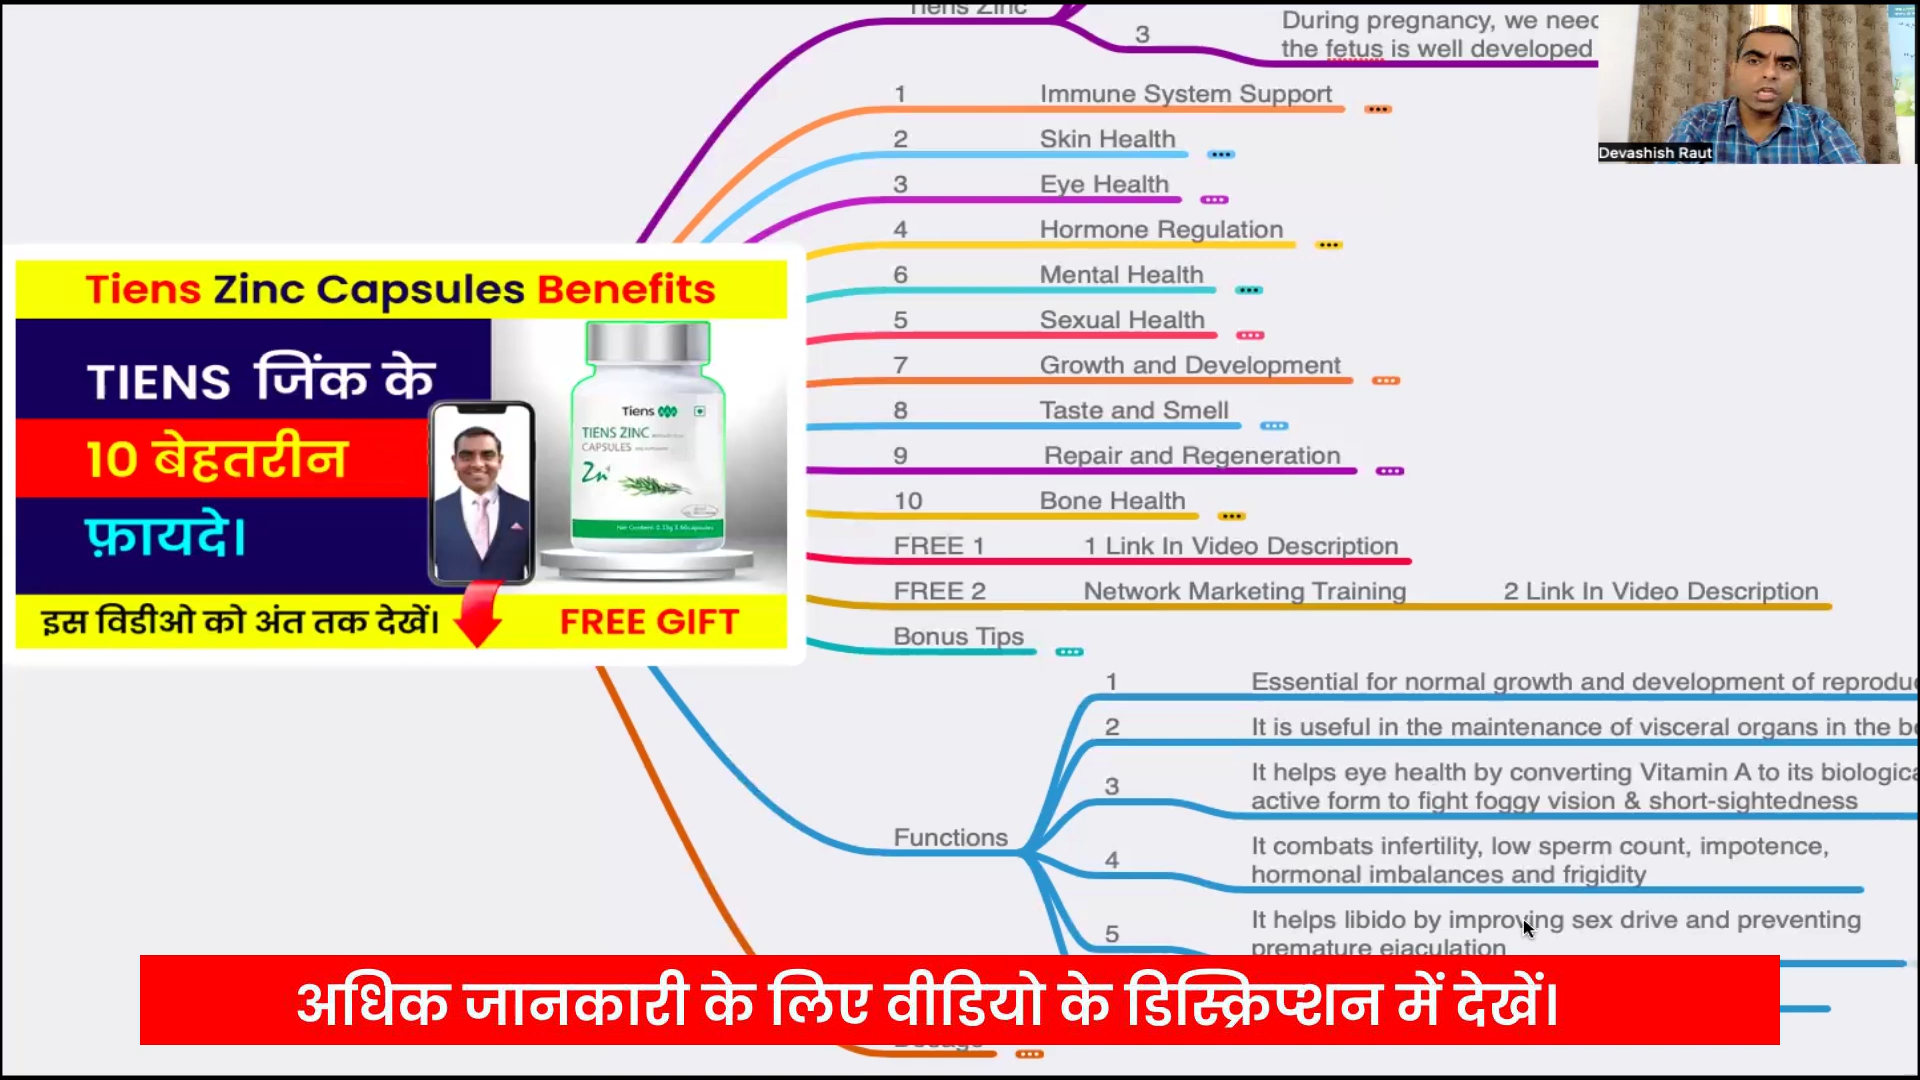 Tiens Zinc
3
During pregnancy, we need
the fetus is well developed
Devashish Raut
1 Immune System Support
2 Skin Health
3 Eye Health
4 Hormone Regulation
6 Mental Health
5 Sexual Health
7 Growth and Development
8 Taste and Smell
9 Repair and Regeneration
10 Bone Health
FREE 1 1 Link In Video Description
FREE 2 Network Marketing Training 2 Link In Video Description
Bonus Tips
Tiens Zinc Capsules Benefits
TIENS जिंक के
10 बेहतरीन
फ़ायदे।
Tiens
TIENS ZINC
CAPSULES
Zn
इस विडीओ को अंत तक देखें।
FREE GIFT
Functions
1 Essential for normal growth and development of
2 It is useful in the maintenance of visceral organs in the
3
It helps eye health by converting Vitamin A to its
active form to fight foggy vision & short-sightedness
4
It combats infertility, low sperm count, impotence,
hormonal imbalances and frigidity
5
It helps libido by improving sex drive and preventing
premature ejaculation
अधिक जानकारी के लिए वीडियो के डिस्क्रिप्शन में देखें।